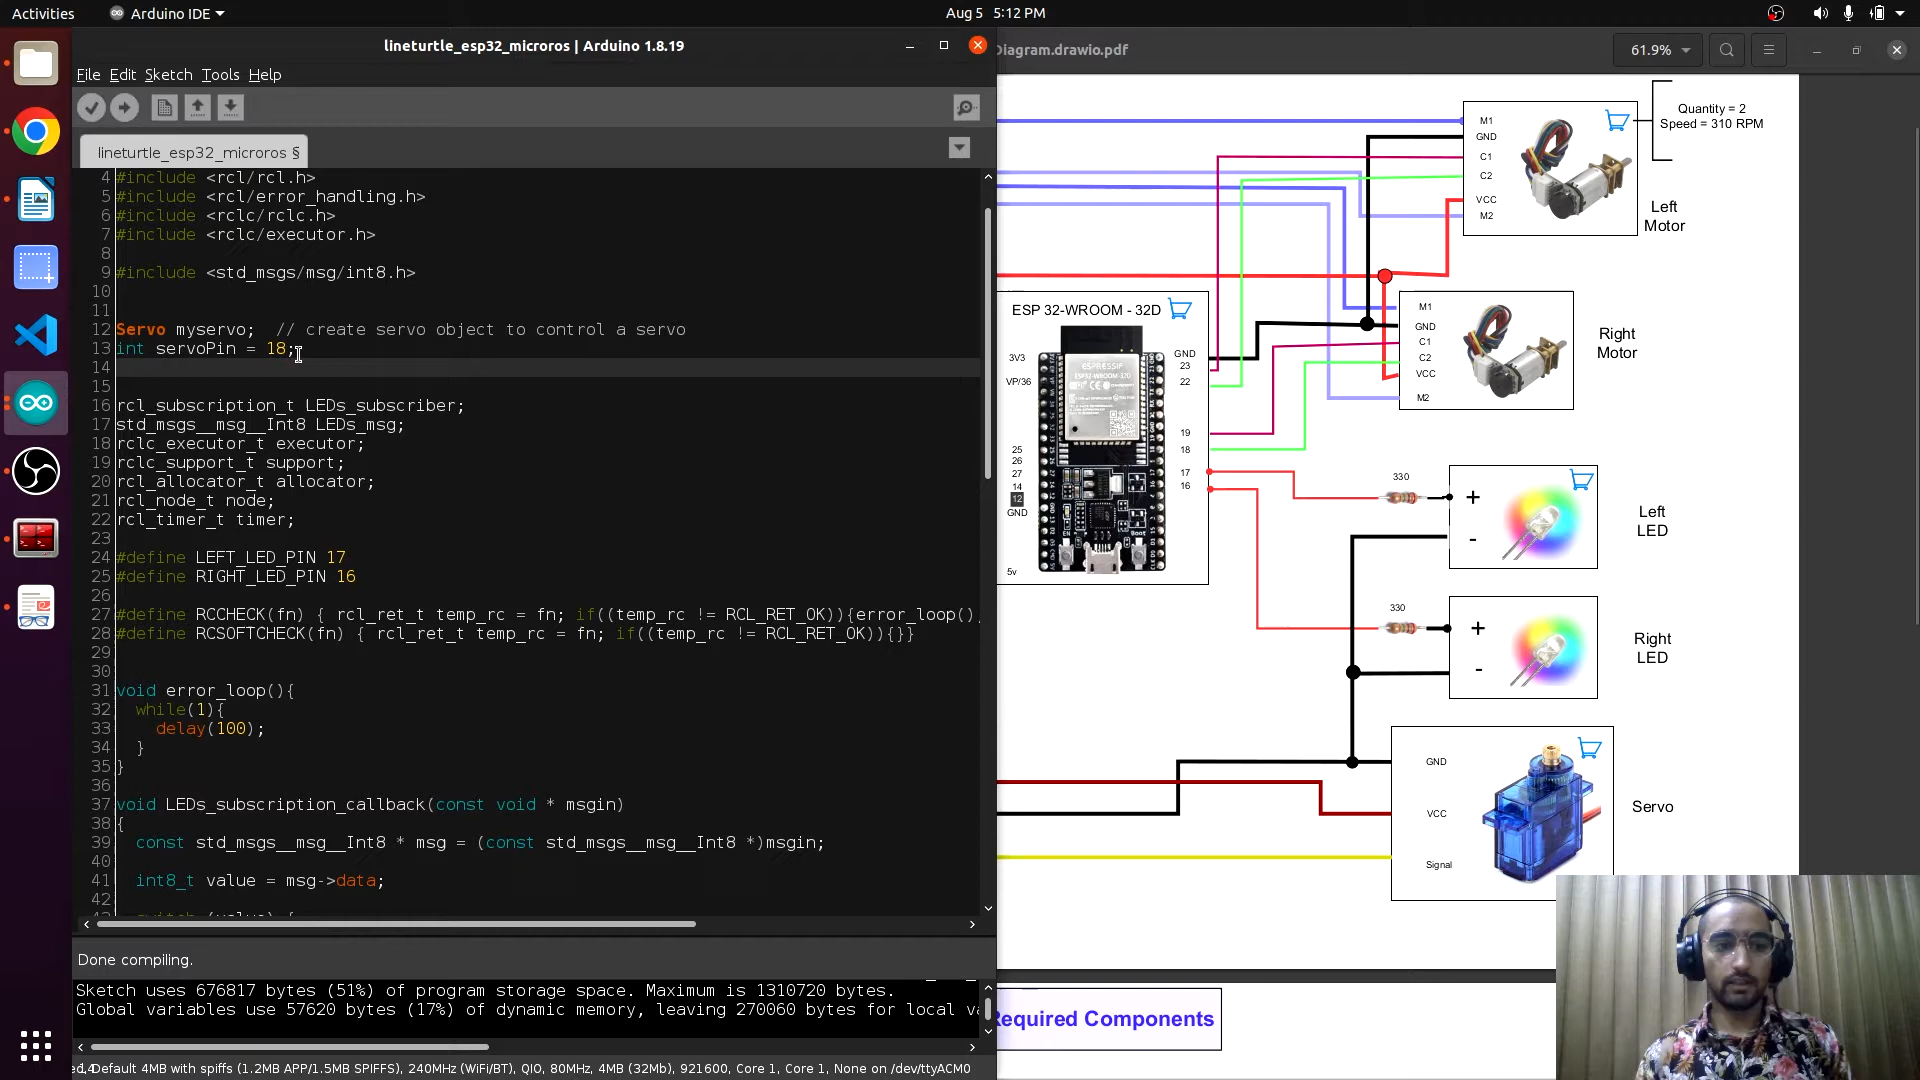 Activities
Arduino IDE
Aug 5 5:12 PM
lineturtle_esp32_microros | Arduino 1.8.19
Diagram.drawio.pdf
61.9%
File Edit Sketch Tools Help
lineturtle_esp32_microros §
4 #include <rcl/rcl.h>
5 #include <rcl/error_handling.h>
6 #include <rclc/rclc.h>
7 #include <rclc/executor.h>
8
9 #include <std_msgs/msg/int8.h>
10
11
12 Servo myservo;  // create servo object to control a servo
13 int servoPin = 18;
14
15
16 rcl_subscription_t LEDs_subscriber;
17 std_msgs__msg__Int8 LEDs_msg;
18 rclc_executor_t executor;
19 rclc_support_t support;
20 rcl_allocator_t allocator;
21 rcl_node_t node;
22 rcl_timer_t timer;
23
24 #define LEFT_LED_PIN 17
25 #define RIGHT_LED_PIN 16
26
27 #define RCCHECK(fn) { rcl_ret_t temp_rc = fn; if((temp_rc != RCL_RET_OK)){error_loop()
28 #define RCSOFTCHECK(fn) { rcl_ret_t temp_rc = fn; if((temp_rc != RCL_RET_OK)){}}
29
30
31 void error_loop(){
32   while(1){
33     delay(100);
34   }
35 }
36
37 void LEDs_subscription_callback(const void * msgin)
38 {
39   const std_msgs__msg__Int8 * msg = (const std_msgs__msg__Int8 *)msgin;
40
41   int8_t value = msg->data;
42
Done compiling.
Sketch uses 676817 bytes (51%) of program storage space. Maximum is 1310720 bytes.
Global variables use 57620 bytes (17%) of dynamic memory, leaving 270060 bytes for local va
Default 4MB with spiffs (1.2MB APP/1.5MB SPIFFS), 240MHz (WiFi/BT), QIO, 80MHz, 4MB (32Mb), 921600, Core 1, Core 1, None on /dev/ttyACM0
M1
GND
C1
C2
VCC
M2
Quantity = 2
Speed = 310 RPM
Left
Motor
M1
GND
C1
C2
VCC
M2
Right
Motor
ESP 32-WROOM - 32D
3V3
VP/36
25
26
27
14
12
GND
5v
GND
23
22
19
18
17
16
330
+
-
Left
LED
330
+
-
Right
LED
GND
VCC
Signal
Servo
Required Components